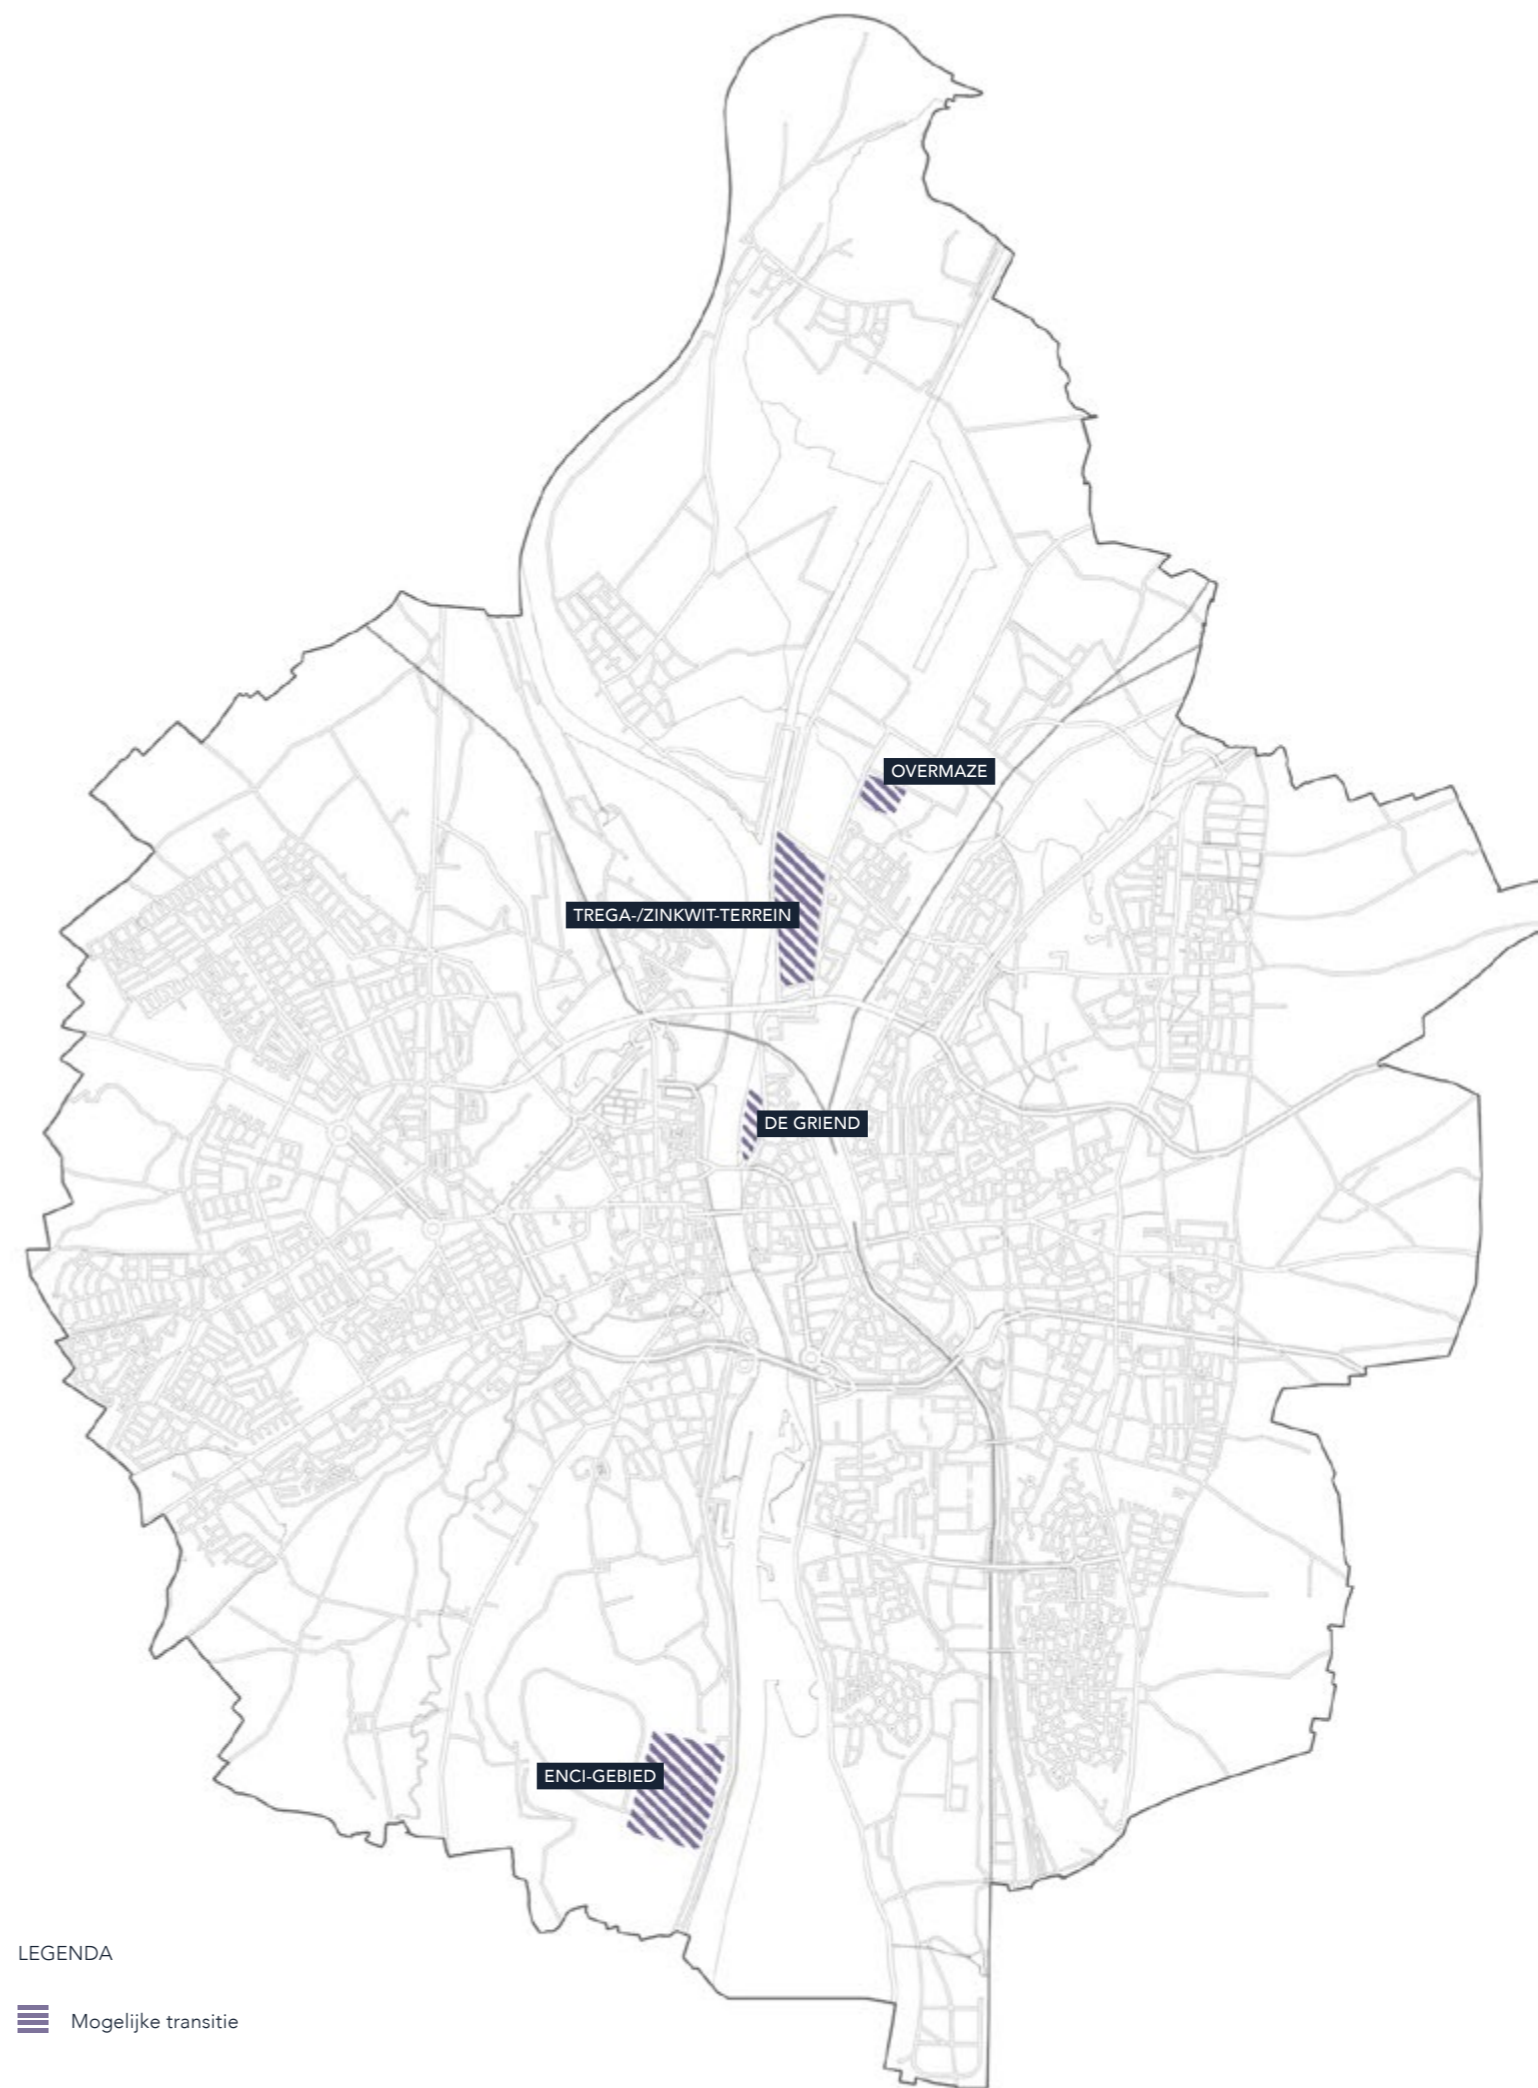 OVERMAZE
TREGA-/ZINKWIT-TERREIN
DE GRIEND
ENCI-GEBIED
LEGENDA
Mogelijke transitie